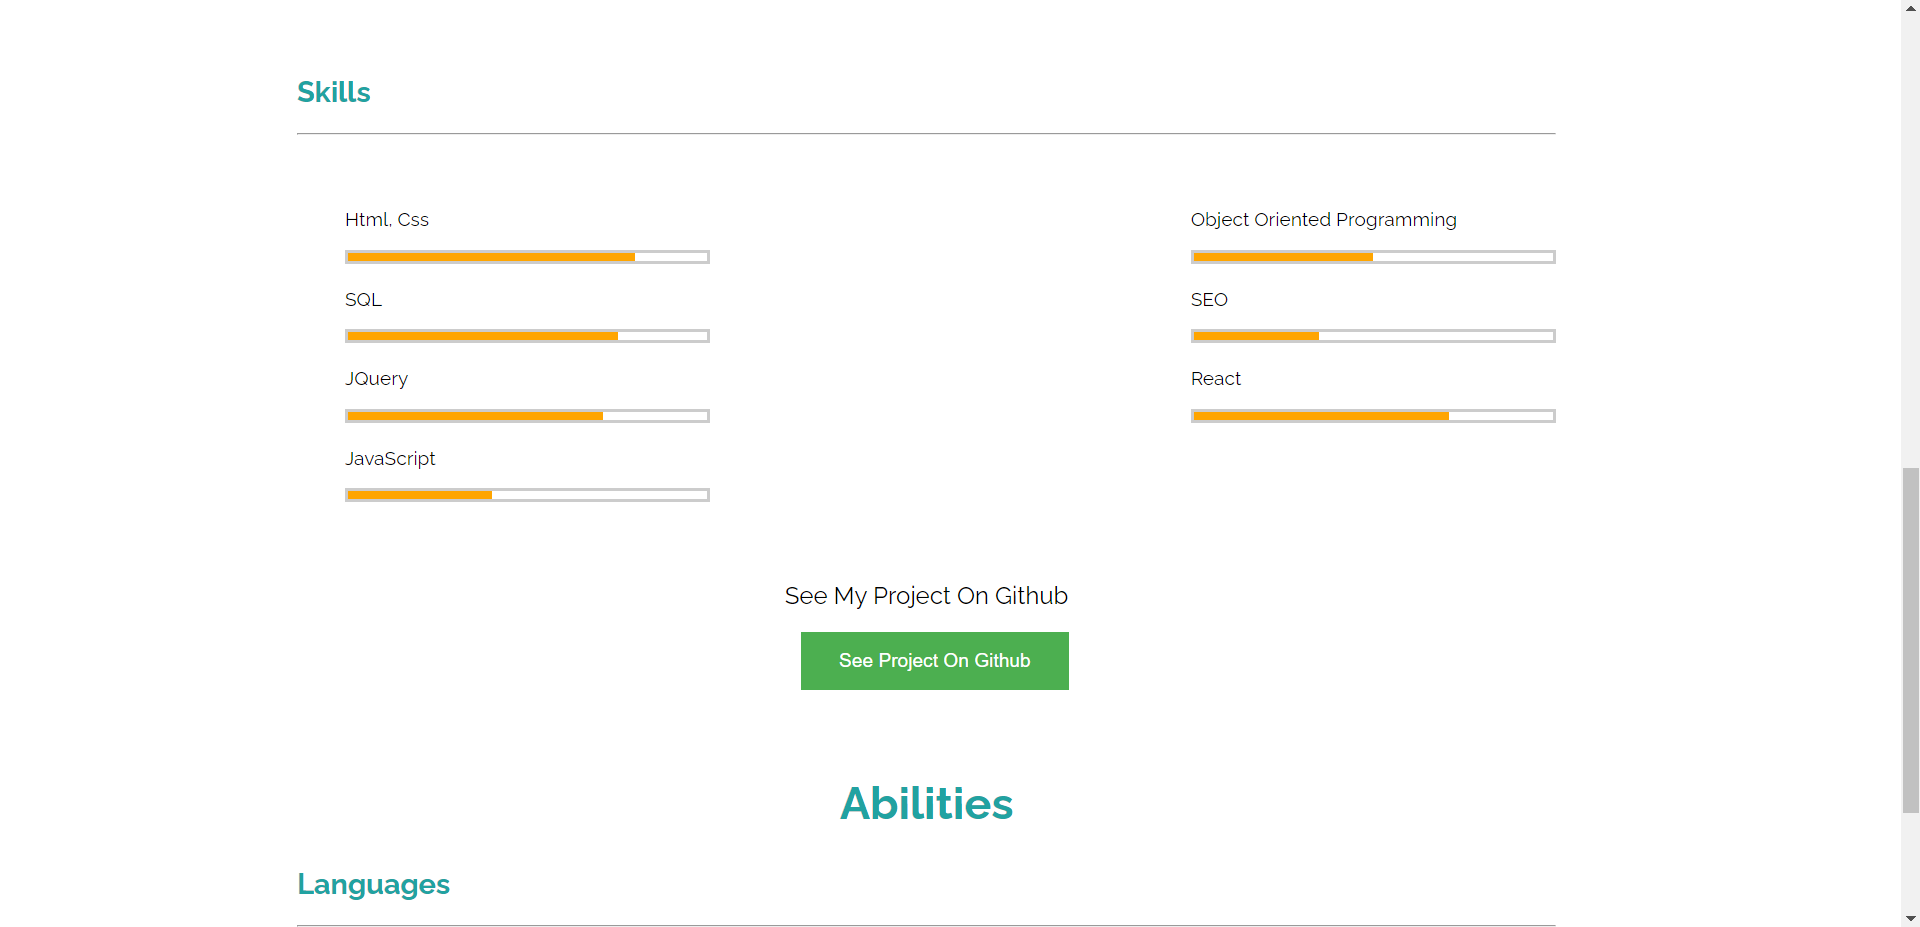 Skills
Html, Css
Object Oriented Programming
SQL
SEO
JQuery
React
JavaScript
See My Project On Github
See Project On Github
Abilities
Languages